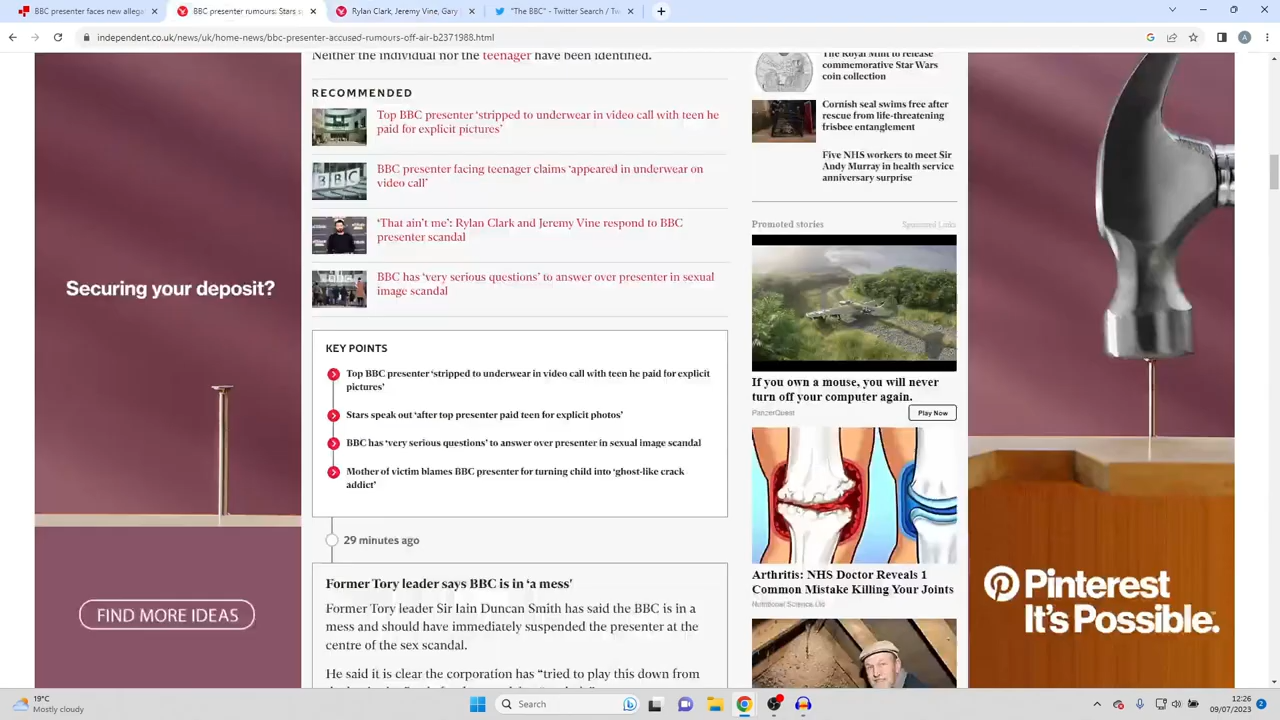 BBC presenter faces new allega
BBC presenter rumours: Second
Jeremy Vine | Gary Lineker | Je
"BBC" - Twitter Search / Tw
independent.co.uk/news/uk/home-news/bbc-presenter-rumours-off-air-b2371988.html
Neither the individual nor the teenager have been identified.
RECOMMENDED
Top BBC presenter ‘stripped to underwear in video call with teen he
paid for explicit pictures’
BBC presenter facing teenager claims ‘appeared in underwear on
video call’
‘That ain’t me’: Rylan Clark and Jeremy Vine respond to BBC
presenter scandal
BBC has ‘very serious questions’ to answer over presenter in sexual
image scandal
KEY POINTS
Top BBC presenter ‘stripped to underwear in video call with teen he paid for explicit
pictures’
Stars speak out ‘after top presenter paid teen for explicit photos’
BBC has ‘very serious questions’ to answer over presenter in sexual image scandal
Mother of victim blames BBC presenter for turning child into ‘ghost-like crack
addict’
29 minutes ago
Former Tory leader says BBC is in ‘a mess’
Former Tory leader Sir Iain Duncan Smith has said the BBC is in a
mess and should have immediately suspended the presenter at the
centre of the sex scandal.
He said it is clear the corporation has “tried to play this down from
The Royal Mint to release
commemorative Star Wars
coin collection
Cornish seal swims free after
rescue from life-threatening
frisbee entanglement
Five NHS workers to meet Sir
Andy Murray in health service
anniversary surprise
Promoted stories
Sponsored Links
If you own a mouse, you will never
turn off your computer again.
PanzerQuest
Play Now
Arthritis: NHS Doctor Reveals 1
Common Mistake Killing Your Joints
Nutritional Science Uk
Securing your deposit?
FIND MORE IDEAS
BBC
Pinterest
It's Possible.
19°C
Mostly cloudy
Search
12:26
09/07/2023
2
A